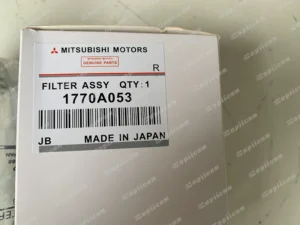 MITSUBISHI MOTORS
GENUINE PARTS
R
FILTER ASSY QTY:1
1770A053
JB MADE IN JAPAN